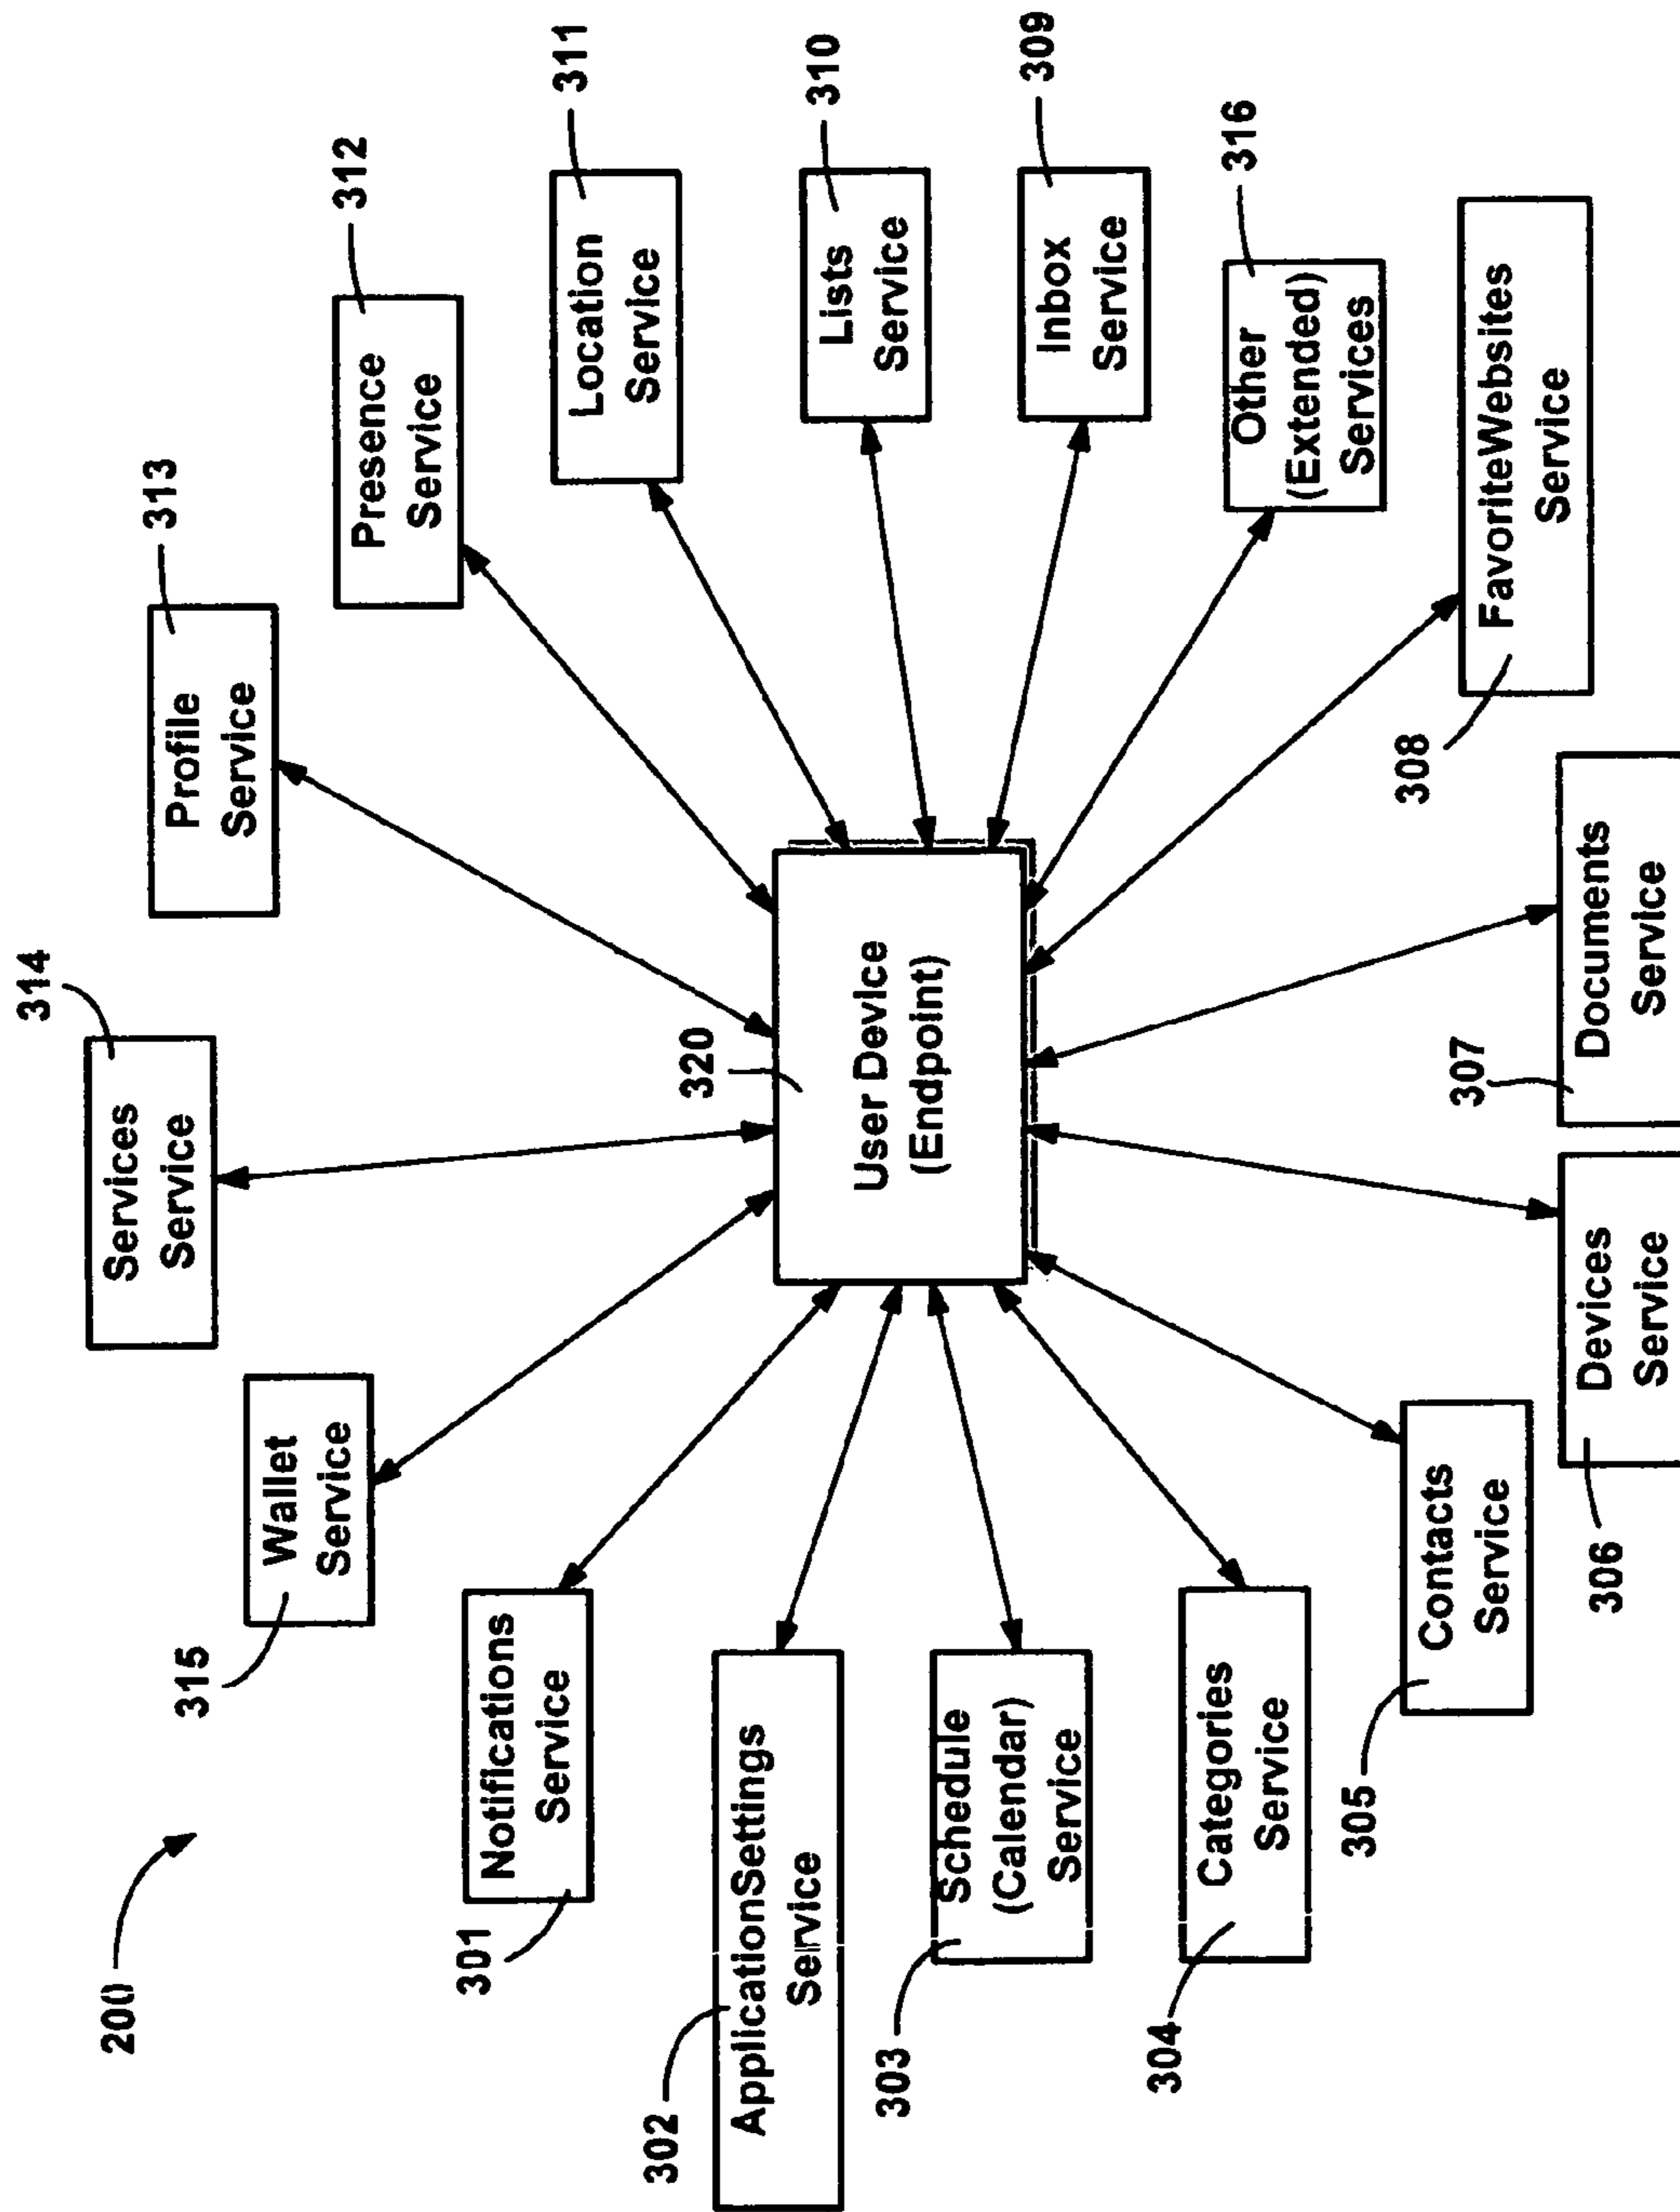 200
314
Services
Service
313
Profile
Service
312
Presence
Service
311
Location
Service
310
Lists
Service
309
Inbox
Service
316
Other
(Extended)
Services
308
FavoriteWebsites
Service
307
Documents
Service
306
Devices
Service
305
Contacts
Service
304
Categories
Service
303
Schedule
(Calendar)
Service
302
ApplicationSettings
Service
301
Notifications
Service
315
Wallet
Service
320
User Device
(Endpoint)